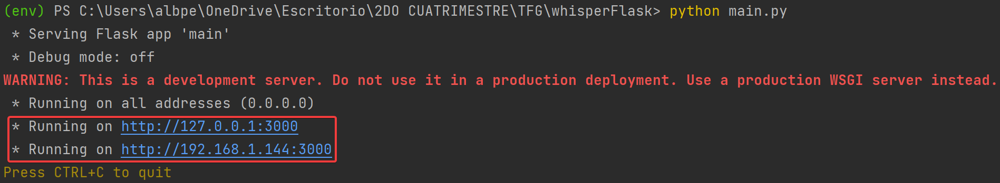 (env) PS C:\Users\albpe\OneDrive\Escritorio\2DO CUATRIMESTRE\TFG\whisperFlask> python main.py
 * Serving Flask app 'main'
 * Debug mode: off
WARNING: This is a development server. Do not use it in a production deployment. Use a production WSGI server instead.
 * Running on all addresses (0.0.0.0)
 * Running on http://127.0.0.1:3000
 * Running on http://192.168.1.144:3000
Press CTRL+C to quit